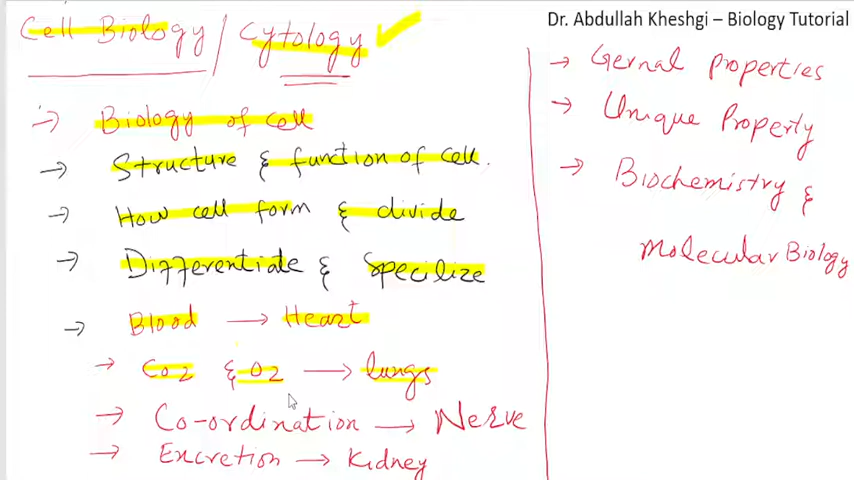 Cell Biology / Cytology
→ Biology of cell
→ Structure & function of cell.
→ How cell form & divide
→ Differentiate & Specilize
→ Blood → Heart
→ CO2 & O2 → lungs
→ Co-ordination → Nerve
→ Excretion → Kidney
Dr. Abdullah Kheshgi – Biology Tutorial
→ Gernal properties
→ Unique Property
→ Biochemistry &
molecular Biology